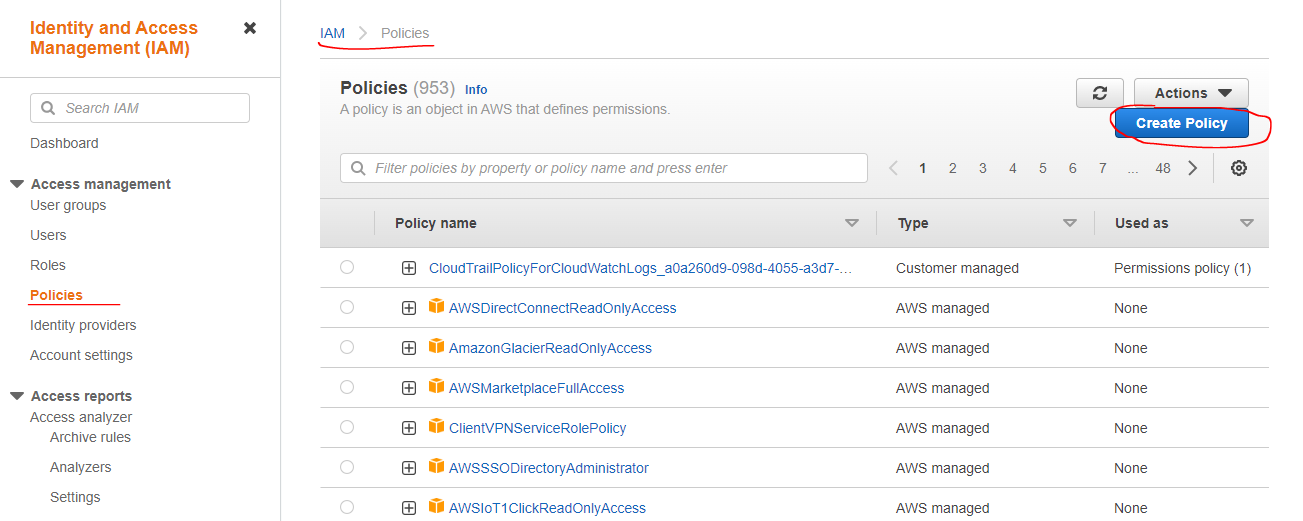 Identity and Access
Management (IAM)
Search IAM
Dashboard
Access management
User groups
Users
Roles
Policies
Identity providers
Account settings
Access reports
Access analyzer
Archive rules
Analyzers
Settings
IAM Policies
Policies (953) Info
A policy is an object in AWS that defines permissions.
Actions
Create Policy
Filter policies by property or policy name and press enter
1 2 3 4 5 6 7 ... 48
Policy name Type Used as
CloudTrailPolicyForCloudWatchLogs_a0a260d9-098d-4055-a3d7-... Customer managed Permissions policy (1)
AWSDirectConnectReadOnlyAccess AWS managed None
AmazonGlacierReadOnlyAccess AWS managed None
AWSMarketplaceFullAccess AWS managed None
ClientVPNServiceRolePolicy AWS managed None
AWSSSODirectoryAdministrator AWS managed None
AWSIoT1ClickReadOnlyAccess AWS managed None